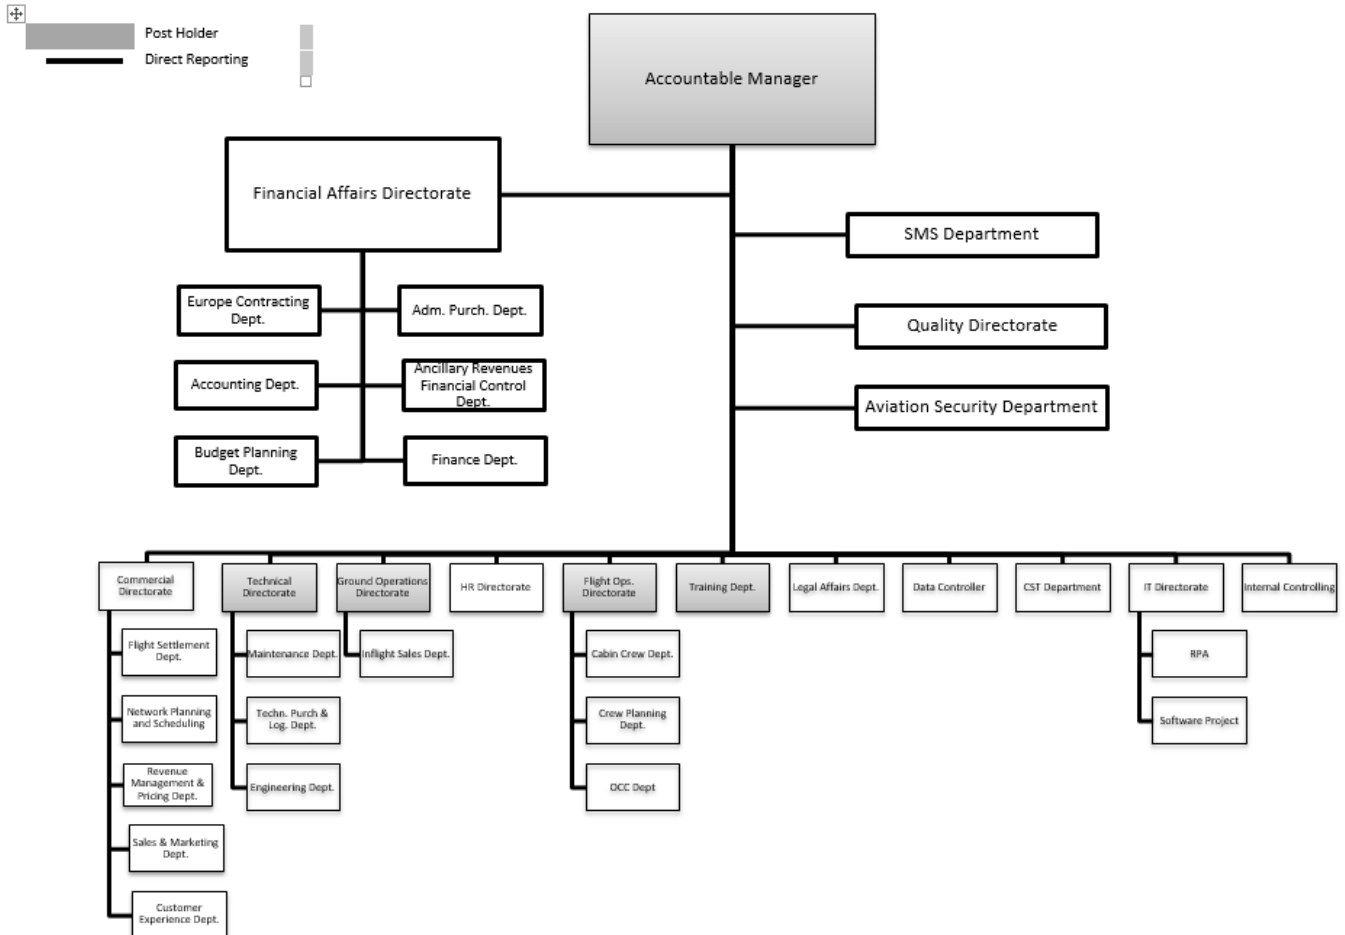 Post Holder
Direct Reporting
Accountable Manager
Financial Affairs Directorate
SMS Department
Europe Contracting
Dept.
Adm. Purch. Dept.
Quality Directorate
Accounting Dept.
Ancillary Revenues
Financial Control
Dept.
Aviation Security Department
Budget Planning
Dept.
Finance Dept.
Commercial
Directorate
Technical
Directorate
Ground Operations
Directorate
HR Directorate
Flight Ops.
Directorate
Training Dept.
Legal Affairs Dept.
Data Controller
CST Department
IT Directorate
Internal Controlling
Flight Settlement
Dept.
Maintenance Dept.
Inflight Sales Dept.
Cabin Crew Dept.
RPA
Network Planning
and Scheduling
Techn. Purch &
Log. Dept.
Crew Planning
Dept.
Software Project
Revenue
Management &
Pricing Dept.
Engineering Dept.
OCC Dept
Sales & Marketing
Dept.
Customer
Experience Dept.